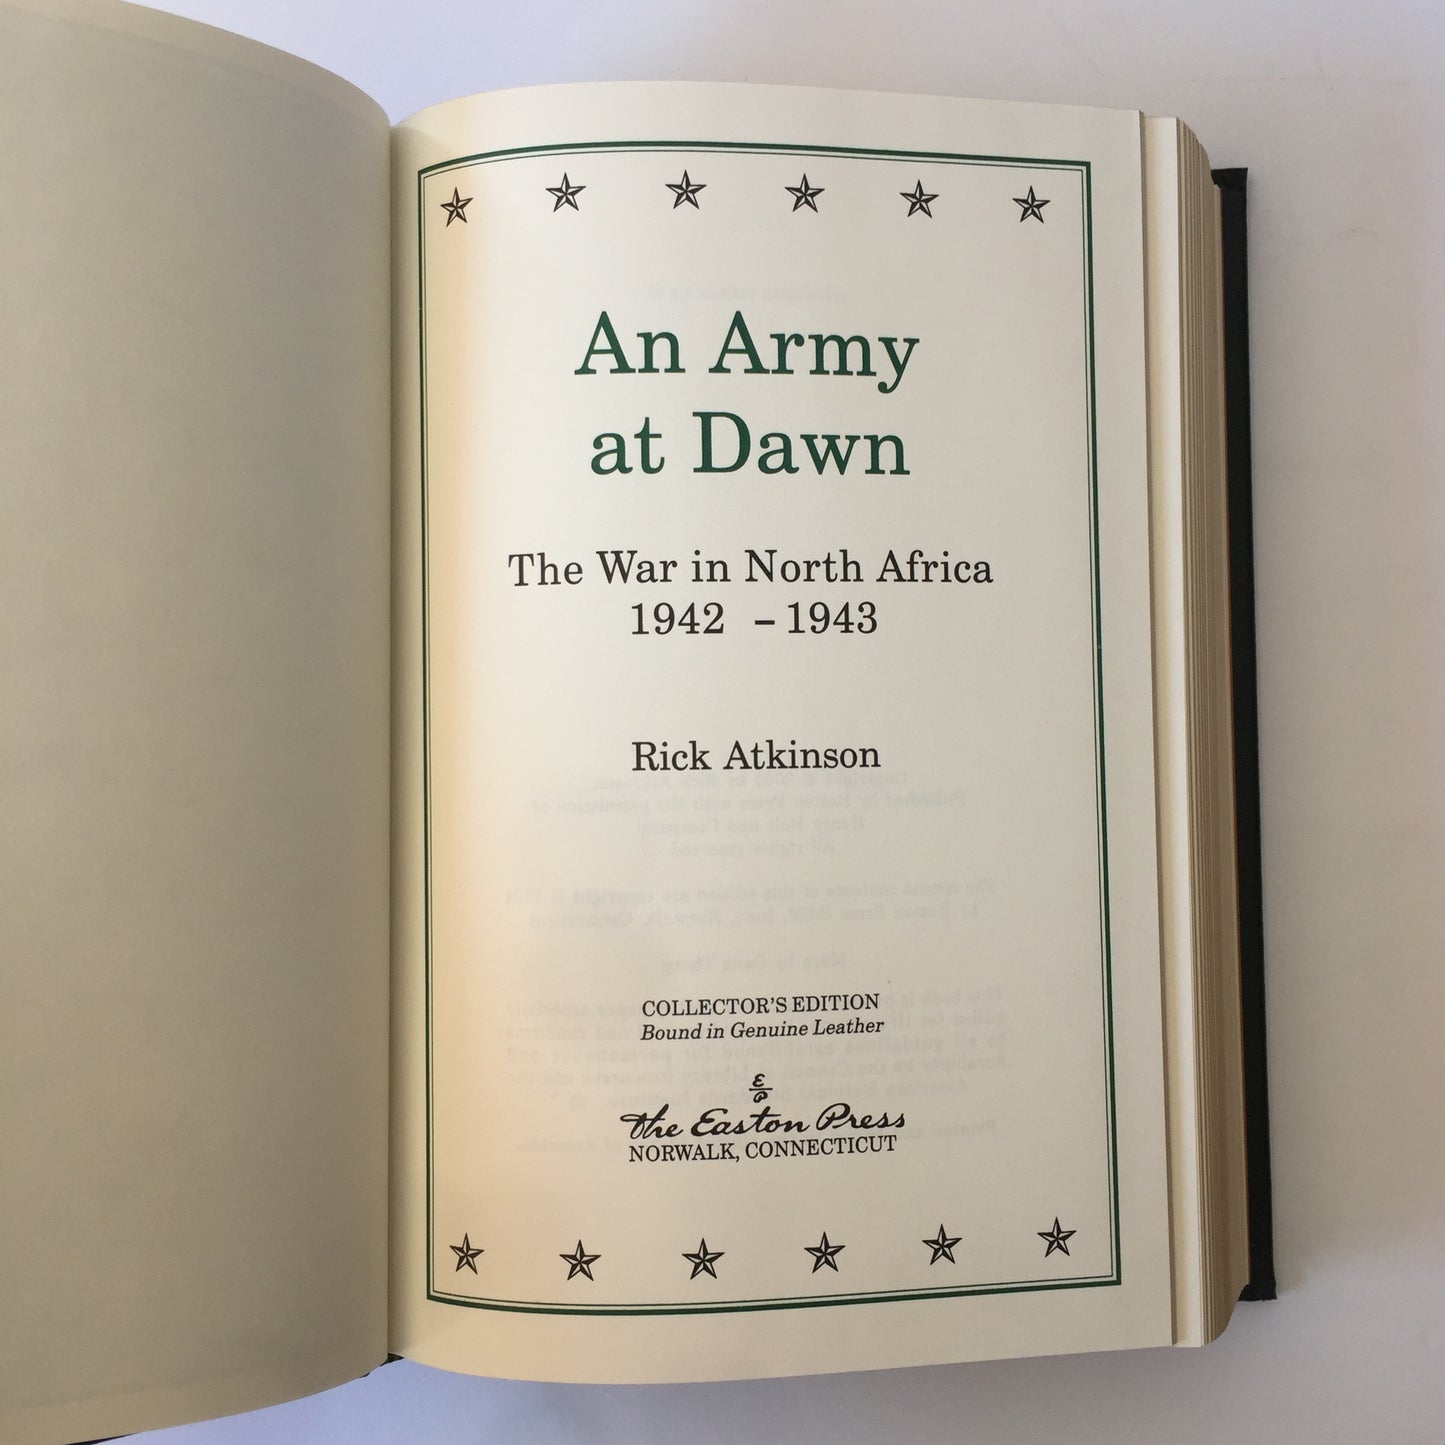 An Army
at Dawn
The War in North Africa
1942 – 1943
Rick Atkinson
COLLECTOR'S EDITION
Bound in Genuine Leather
E
P
The Easton Press
NORWALK, CONNECTICUT